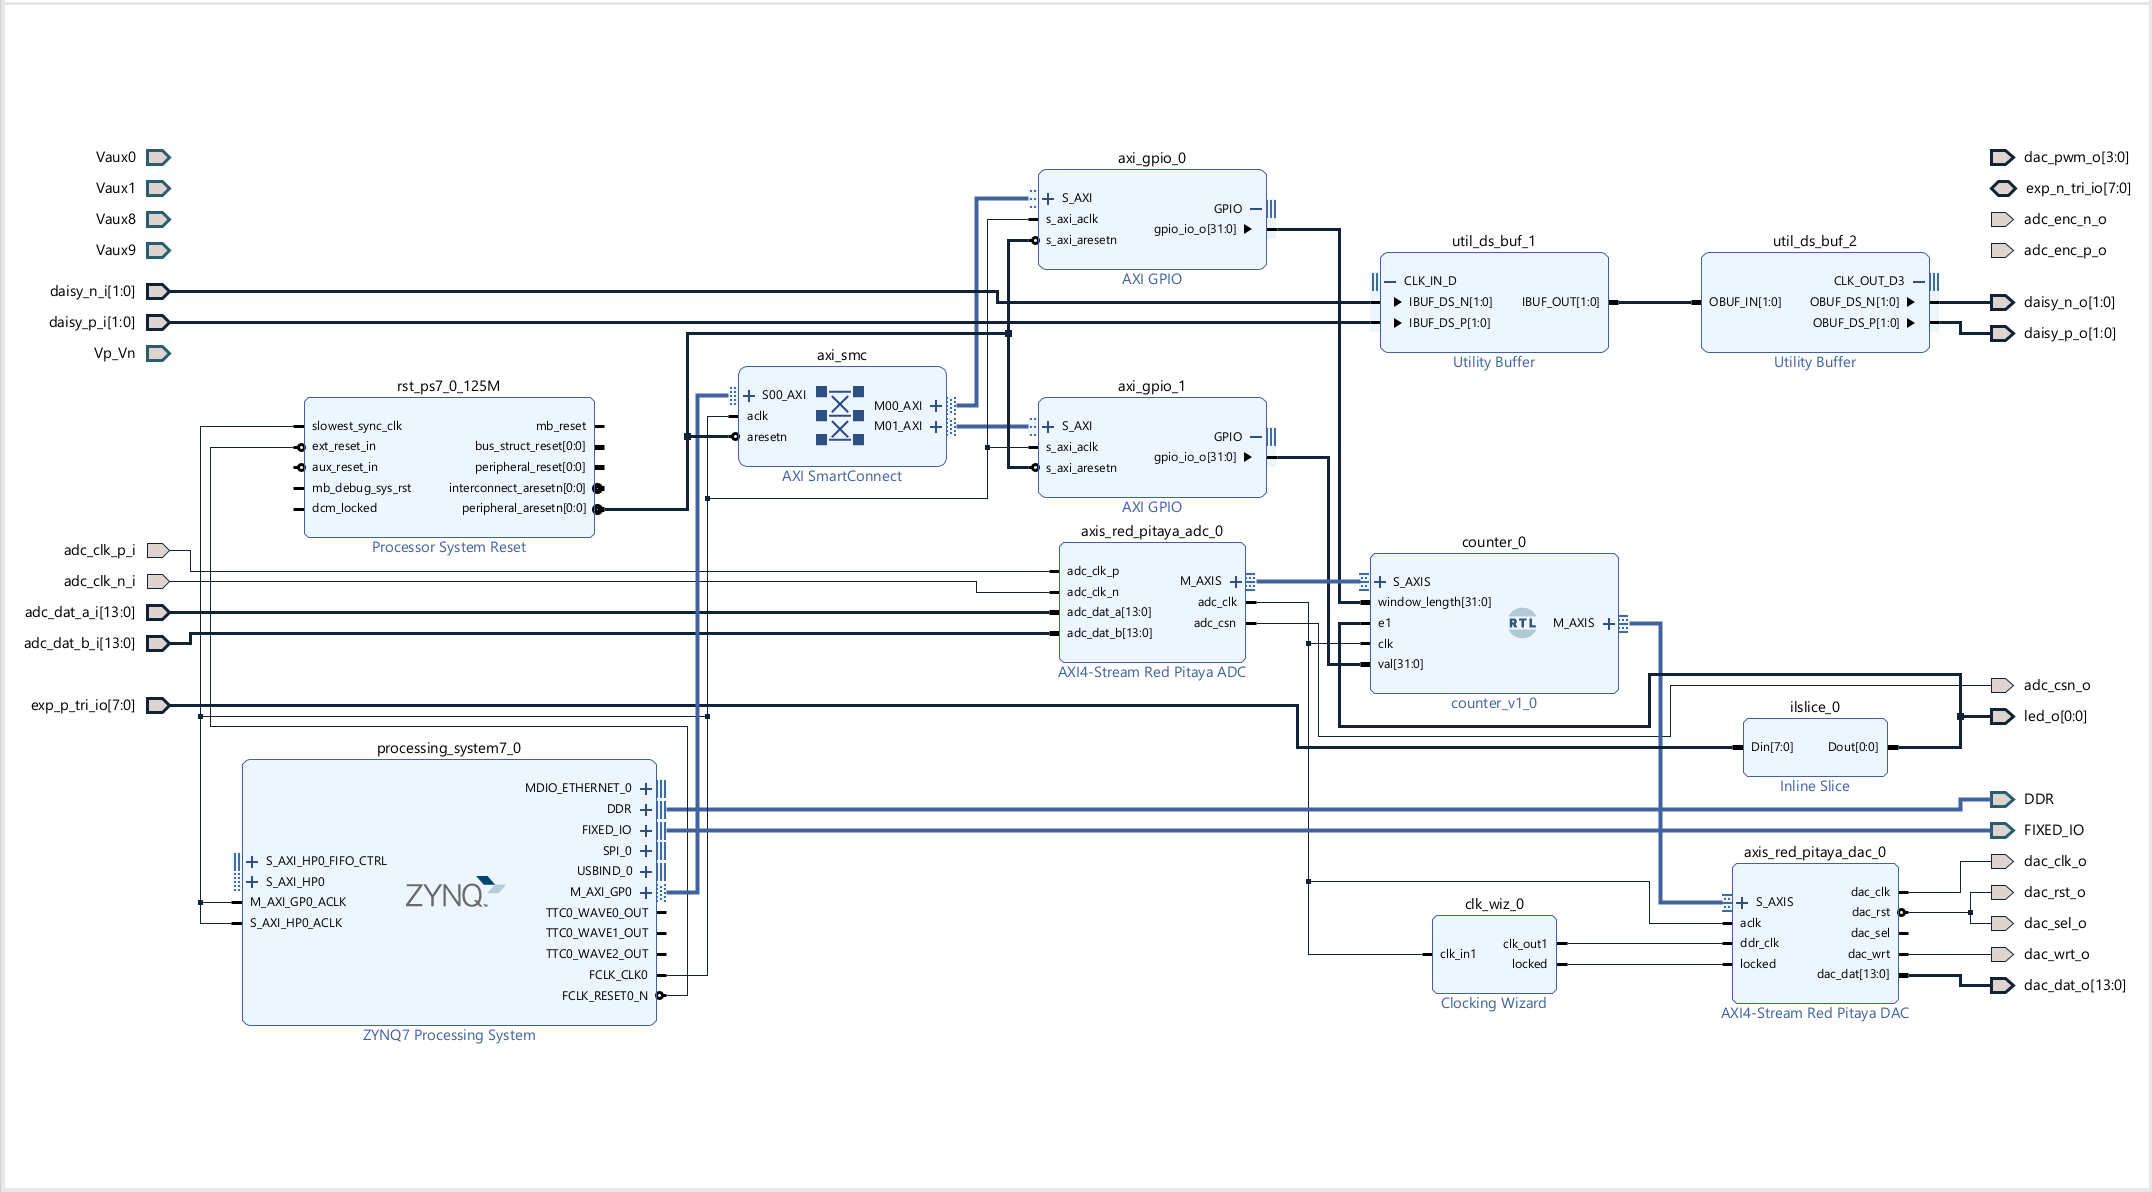 Vaux0
Vaux1
Vaux8
Vaux9
daisy_n_i[1:0]
daisy_p_i[1:0]
Vp_Vn
adc_clk_p_i
adc_clk_n_i
adc_dat_a_i[13:0]
adc_dat_b_i[13:0]
exp_p_tri_io[7:0]
rst_ps7_0_125M
slowest_sync_clk
ext_reset_in
aux_reset_in
mb_debug_sys_rst
dcm_locked
mb_reset
bus_struct_reset[0:0]
peripheral_reset[0:0]
interconnect_aresetn[0:0]
peripheral_aresetn[0:0]
Processor System Reset
processing_system7_0
S_AXI_HP0_FIFO_CTRL
S_AXI_HP0
M_AXI_GP0_ACLK
S_AXI_HP0_ACLK
ZYNQ
MDIO_ETHERNET_0
DDR
FIXED_IO
SPI_0
USBIND_0
M_AXI_GP0
TTC0_WAVE0_OUT
TTC0_WAVE1_OUT
TTC0_WAVE2_OUT
FCLK_CLK0
FCLK_RESET0_N
ZYNQ7 Processing System
axi_smc
S00_AXI
aclk
aresetn
M00_AXI
M01_AXI
AXI SmartConnect
axi_gpio_0
S_AXI
s_axi_aclk
s_axi_aresetn
GPIO
gpio_io_o[31:0]
AXI GPIO
axi_gpio_1
S_AXI
s_axi_aclk
s_axi_aresetn
GPIO
gpio_io_o[31:0]
AXI GPIO
axis_red_pitaya_adc_0
adc_clk_p
adc_clk_n
adc_dat_a[13:0]
adc_dat_b[13:0]
M_AXIS
adc_clk
adc_csn
AXI4-Stream Red Pitaya ADC
util_ds_buf_1
CLK_IN_D
IBUF_DS_N[1:0]
IBUF_DS_P[1:0]
IBUF_OUT[1:0]
Utility Buffer
util_ds_buf_2
OBUF_IN[1:0]
CLK_OUT_D3
OBUF_DS_N[1:0]
OBUF_DS_P[1:0]
Utility Buffer
counter_0
S_AXIS
window_length[31:0]
e1
clk
val[31:0]
RTL
M_AXIS
counter_v1_0
ilslice_0
Din[7:0]
Dout[0:0]
Inline Slice
clk_wiz_0
clk_in1
clk_out1
locked
Clocking Wizard
axis_red_pitaya_dac_0
S_AXIS
aclk
ddr_clk
locked
dac_clk
dac_rst
dac_sel
dac_wrt
dac_dat[13:0]
AXI4-Stream Red Pitaya DAC
dac_pwm_o[3:0]
exp_n_tri_io[7:0]
adc_enc_n_o
adc_enc_p_o
daisy_n_o[1:0]
daisy_p_o[1:0]
adc_csn_o
led_o[0:0]
DDR
FIXED_IO
dac_clk_o
dac_rst_o
dac_sel_o
dac_wrt_o
dac_dat_o[13:0]